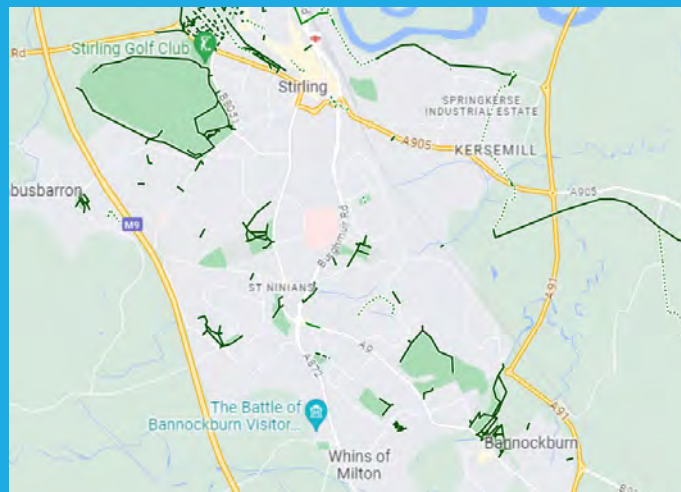 Rd
Stirling Golf Club
B8051
Stirling
SPRINGKERSE
INDUSTRIAL ESTATE
A905
KERSEMILL
A905
busbarron
M9
Burghmuir Rd
ST NINIANS
A91
A9
A872
The Battle of
Bannockburn Visitor...
Whins of
Milton
A91
Bannockburn